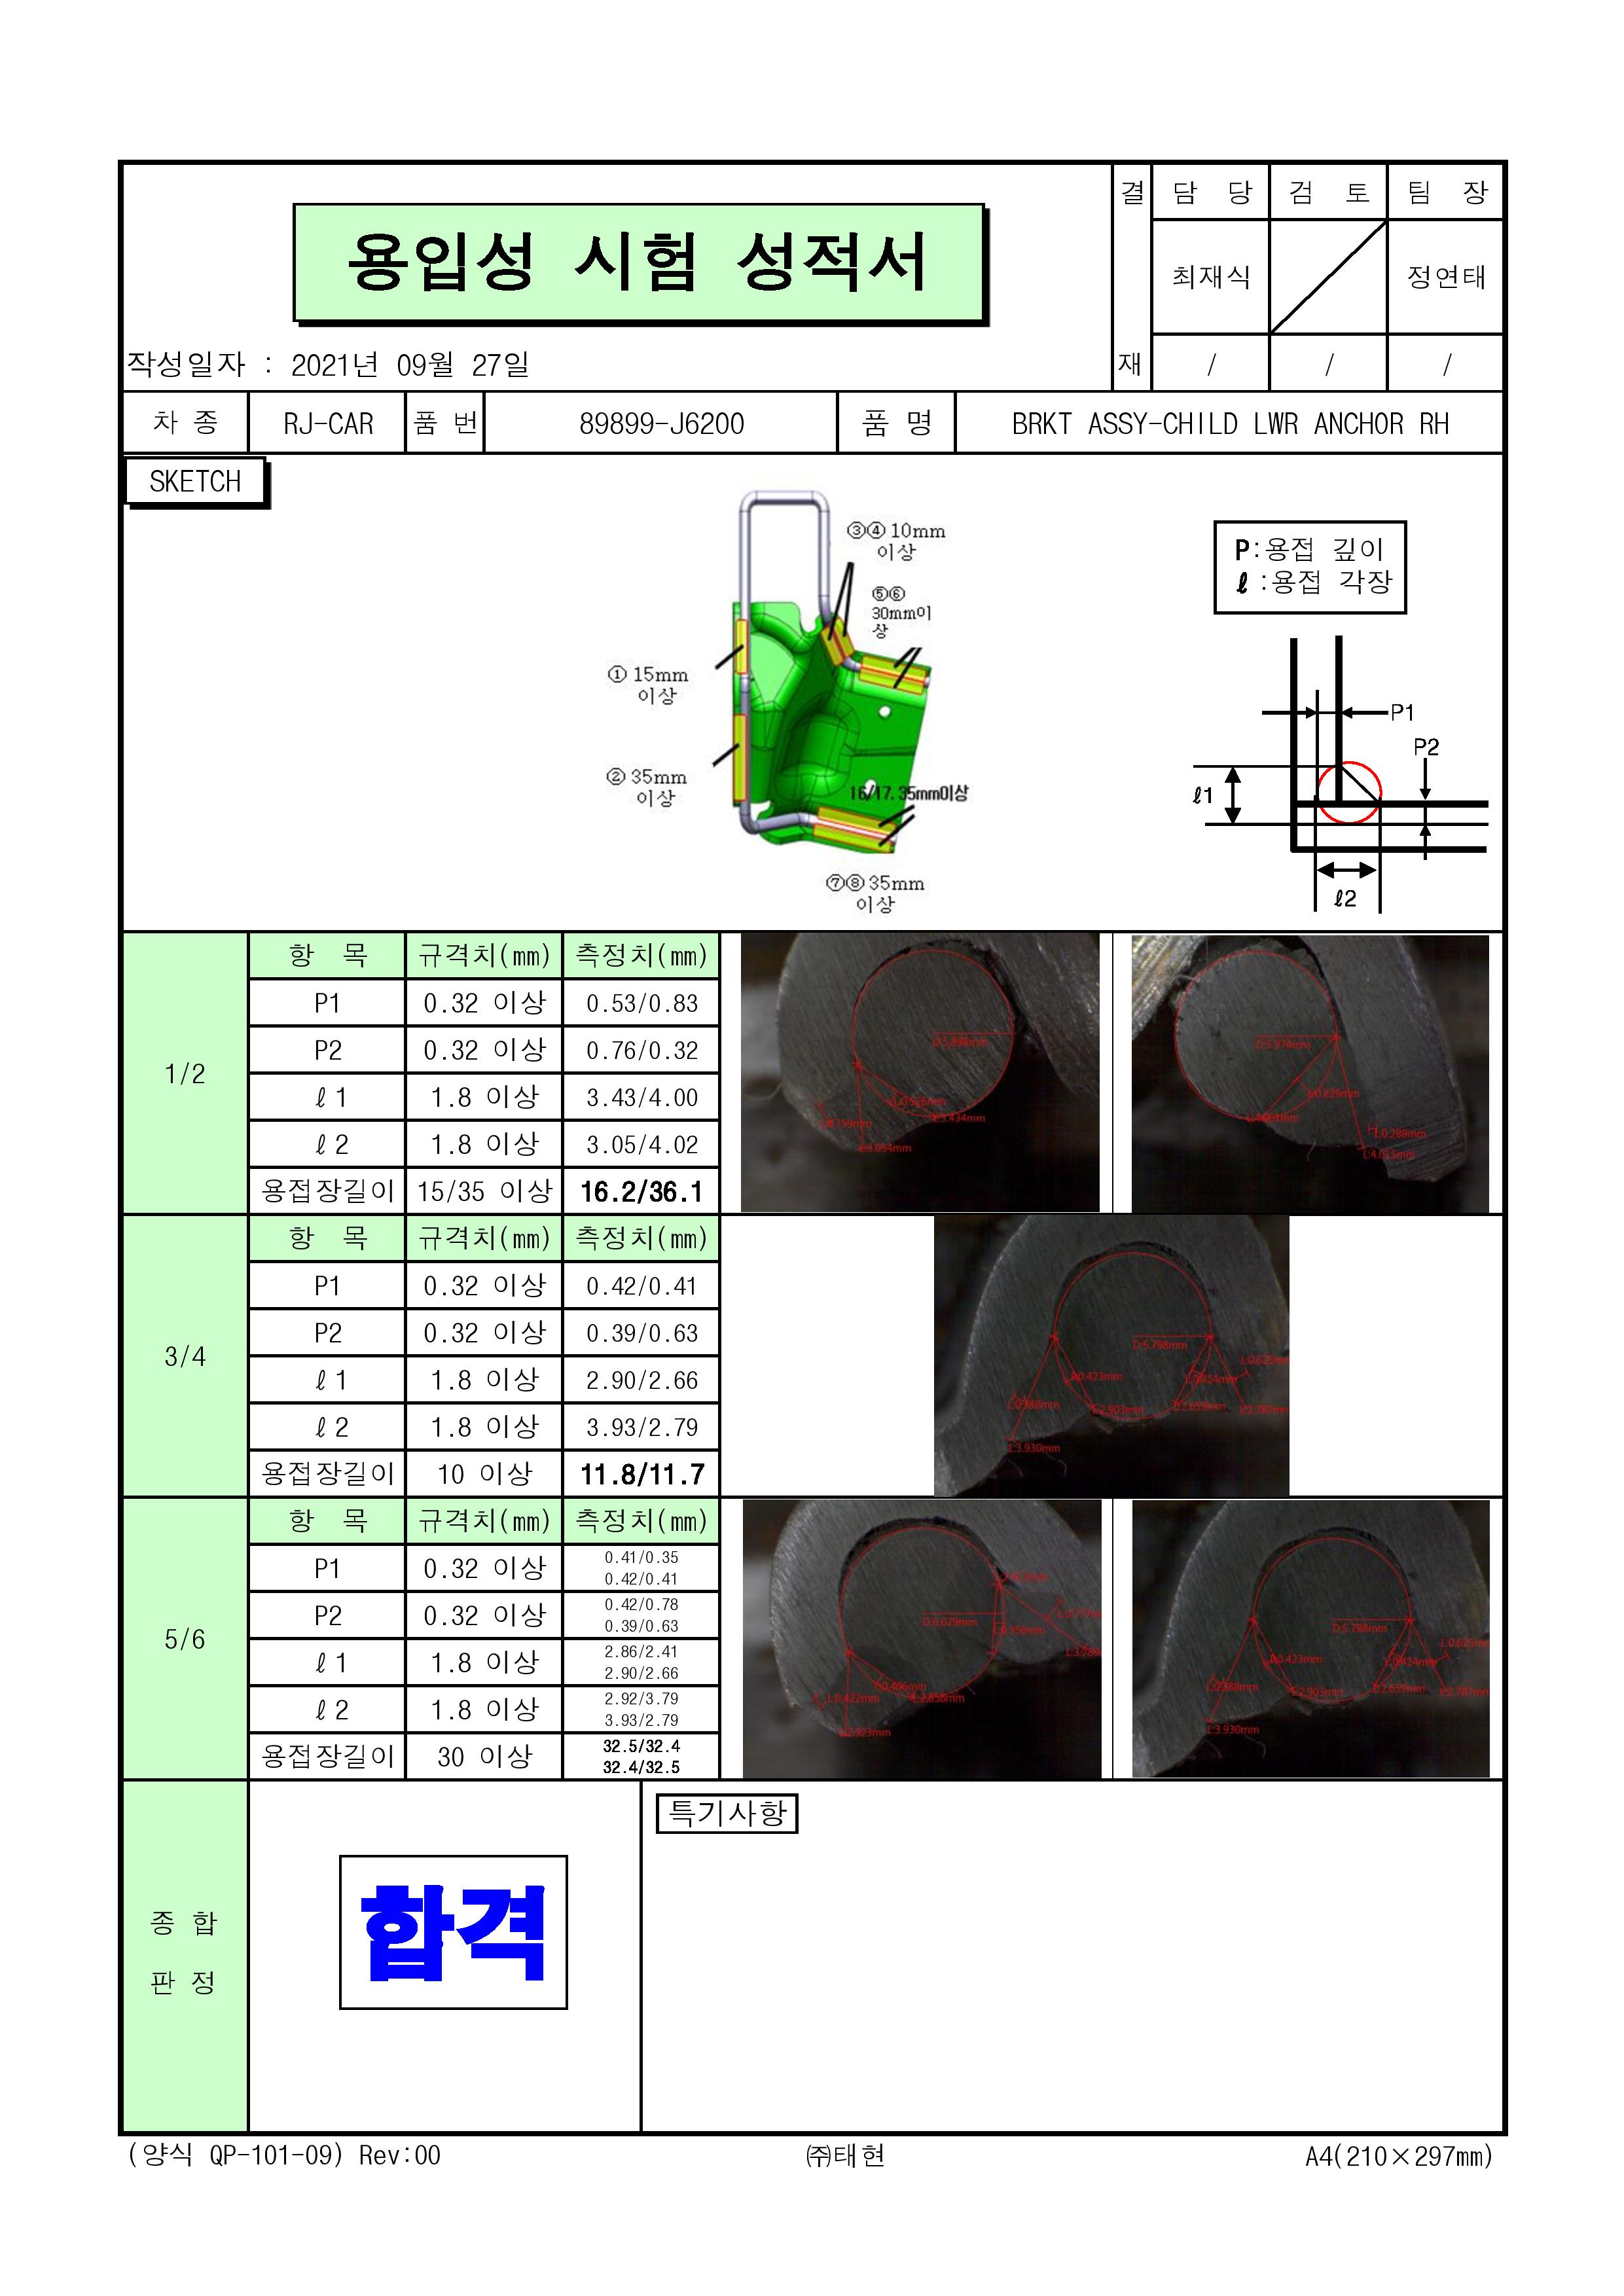 용입성 시험 성적서
결 재
담 당 검 토 팀 장
최재식 정연태
/ / /
작성일자 : 2021년 09월 27일
차 종 RJ-CAR 품 번 89899-J6200 품 명 BRKT ASSY-CHILD LWR ANCHOR RH
SKETCH
③④ 10mm
이상
⑤⑥
30mm이
상
① 15mm
이상
② 35mm
이상
16/17. 35mm이상
⑦⑧ 35mm
이상
P:용접 깊이
ℓ :용접 각장
P1
P2
ℓ1
ℓ2
1/2
항 목 규격치(㎜) 측정치(㎜)
P1 0.32 이상 0.53/0.83
P2 0.32 이상 0.76/0.32
ℓ1 1.8 이상 3.43/4.00
ℓ2 1.8 이상 3.05/4.02
용접장길이 15/35 이상 16.2/36.1
D:5.974mm
L:3.054mm
3/4
항 목 규격치(㎜) 측정치(㎜)
P1 0.32 이상 0.42/0.41
P2 0.32 이상 0.39/0.63
ℓ1 1.8 이상 2.90/2.66
ℓ2 1.8 이상 3.93/2.79
용접장길이 10 이상 11.8/11.7
D:5.798mm
L:3.930mm
5/6
항 목 규격치(㎜) 측정치(㎜)
P1 0.32 이상 0.41/0.35
0.42/0.41
P2 0.32 이상 0.42/0.78
0.39/0.63
ℓ1 1.8 이상 2.86/2.41
2.90/2.66
ℓ2 1.8 이상 2.92/3.79
3.93/2.79
용접장길이 30 이상 32.5/32.4
32.4/32.5
D:5.798mm
L:3.930mm
종 합
판 정
합격
특기사항
(양식 QP-101-09) Rev:00 ㈜태현 A4(210×297㎜)